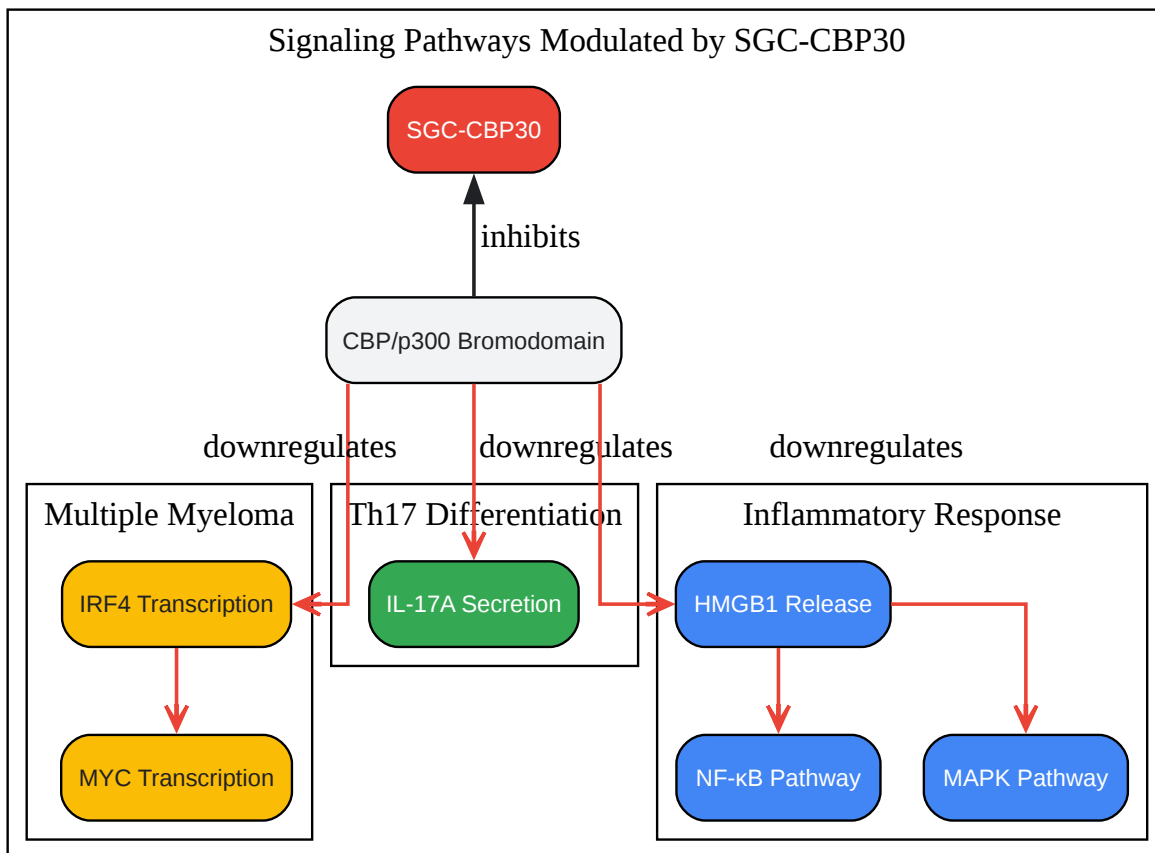 Signaling Pathways Modulated by SGC-CBP30
SGC-CBP30
inhibits
CBP/p300 Bromodomain
downregulates
downregulates
downregulates
Multiple Myeloma
Th17 Differentiation
Inflammatory Response
IRF4 Transcription
IL-17A Secretion
HMGB1 Release
MYC Transcription
NF-κB Pathway
MAPK Pathway